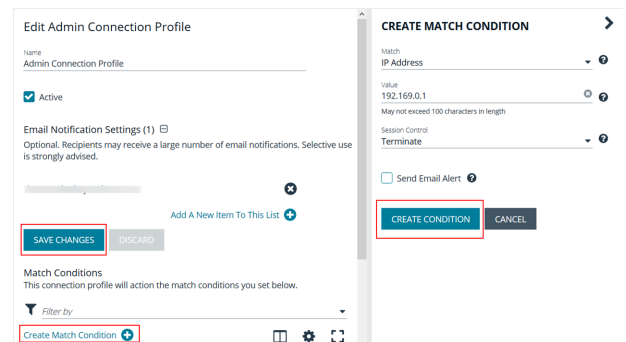 Edit Admin Connection Profile
Name
Admin Connection Profile
Active
Email Notification Settings (1)
Optional. Recipients may receive a large number of email notifications. Selective use
is strongly advised.
Add A New Item To This List
SAVE CHANGES
DISCARD
Match Conditions
This connection profile will action the match conditions you set below.
Filter by
Create Match Condition
CREATE MATCH CONDITION
Match
IP Address
Value
192.169.0.1
May not exceed 100 characters in length
Session Control
Terminate
Send Email Alert
CREATE CONDITION
CANCEL